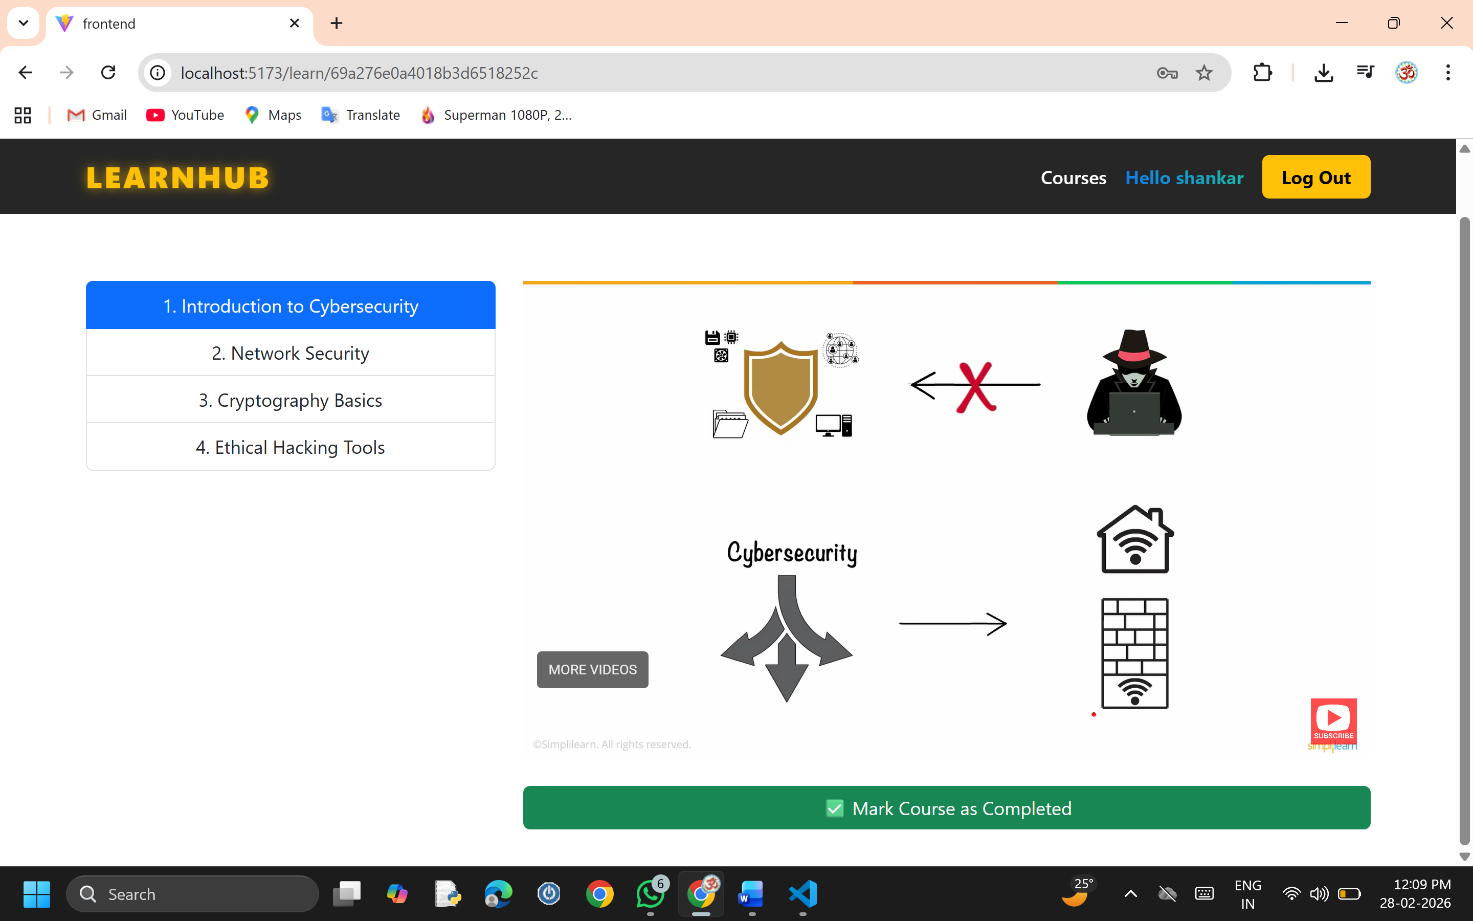 frontend
localhost:5173/learn/69a276e0a4018b3d6518252c
Gmail
YouTube
Maps
Translate
Superman 1080P, 2...
LEARNHUB
Courses
Hello shankar
Log Out
1. Introduction to Cybersecurity
2. Network Security
3. Cryptography Basics
4. Ethical Hacking Tools
Cybersecurity
MORE VIDEOS
©Simplilearn. All rights reserved.
SUBSCRIBE
simplilearn
✅ Mark Course as Completed
Search
6
25°
ENG
IN
12:09 PM
28-02-2026